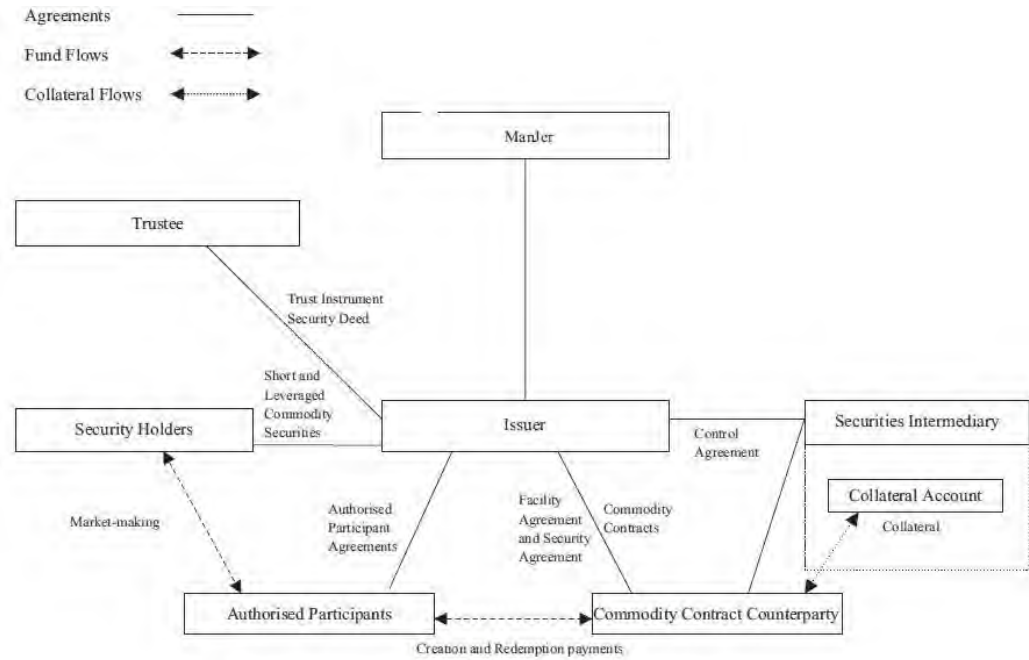 Agreements
Fund Flows
Collateral Flows
ManJer
Trustee
Trust Instrument
Security Deed
Short and
Leveraged
Commodity
Securities
Security Holders
Issuer
Securities Intermediary
Control
Agreement
Collateral Account
Collateral
Market-making
Authorised
Participant
Agreements
Facility
Agreement
and Security
Agreement
Commodity
Contracts
Authorised Participants
Commodity Contract Counterparty
Creation and Redemption payments